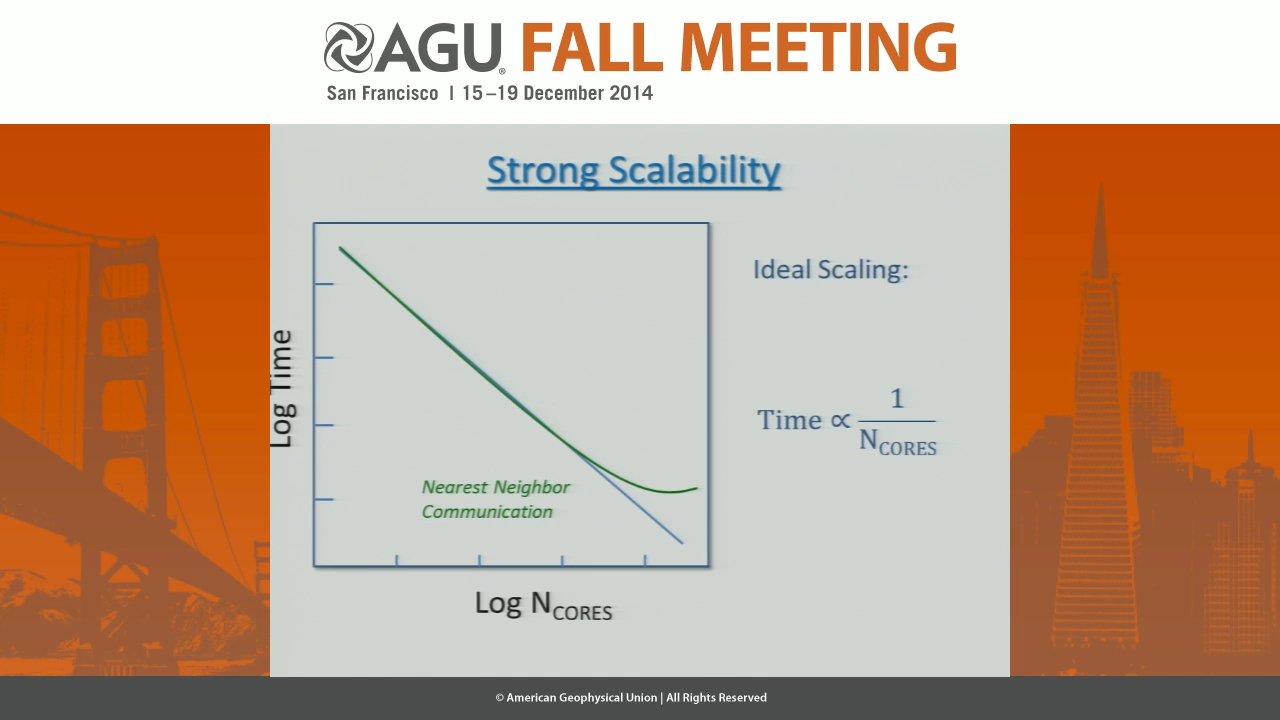 AGU® FALL MEETING
San Francisco | 15–19 December 2014
Strong Scalability
Ideal Scaling:
Log Time
Time ∝ 1/N_CORES
Nearest Neighbor
Communication
Log N_CORES
© American Geophysical Union | All Rights Reserved